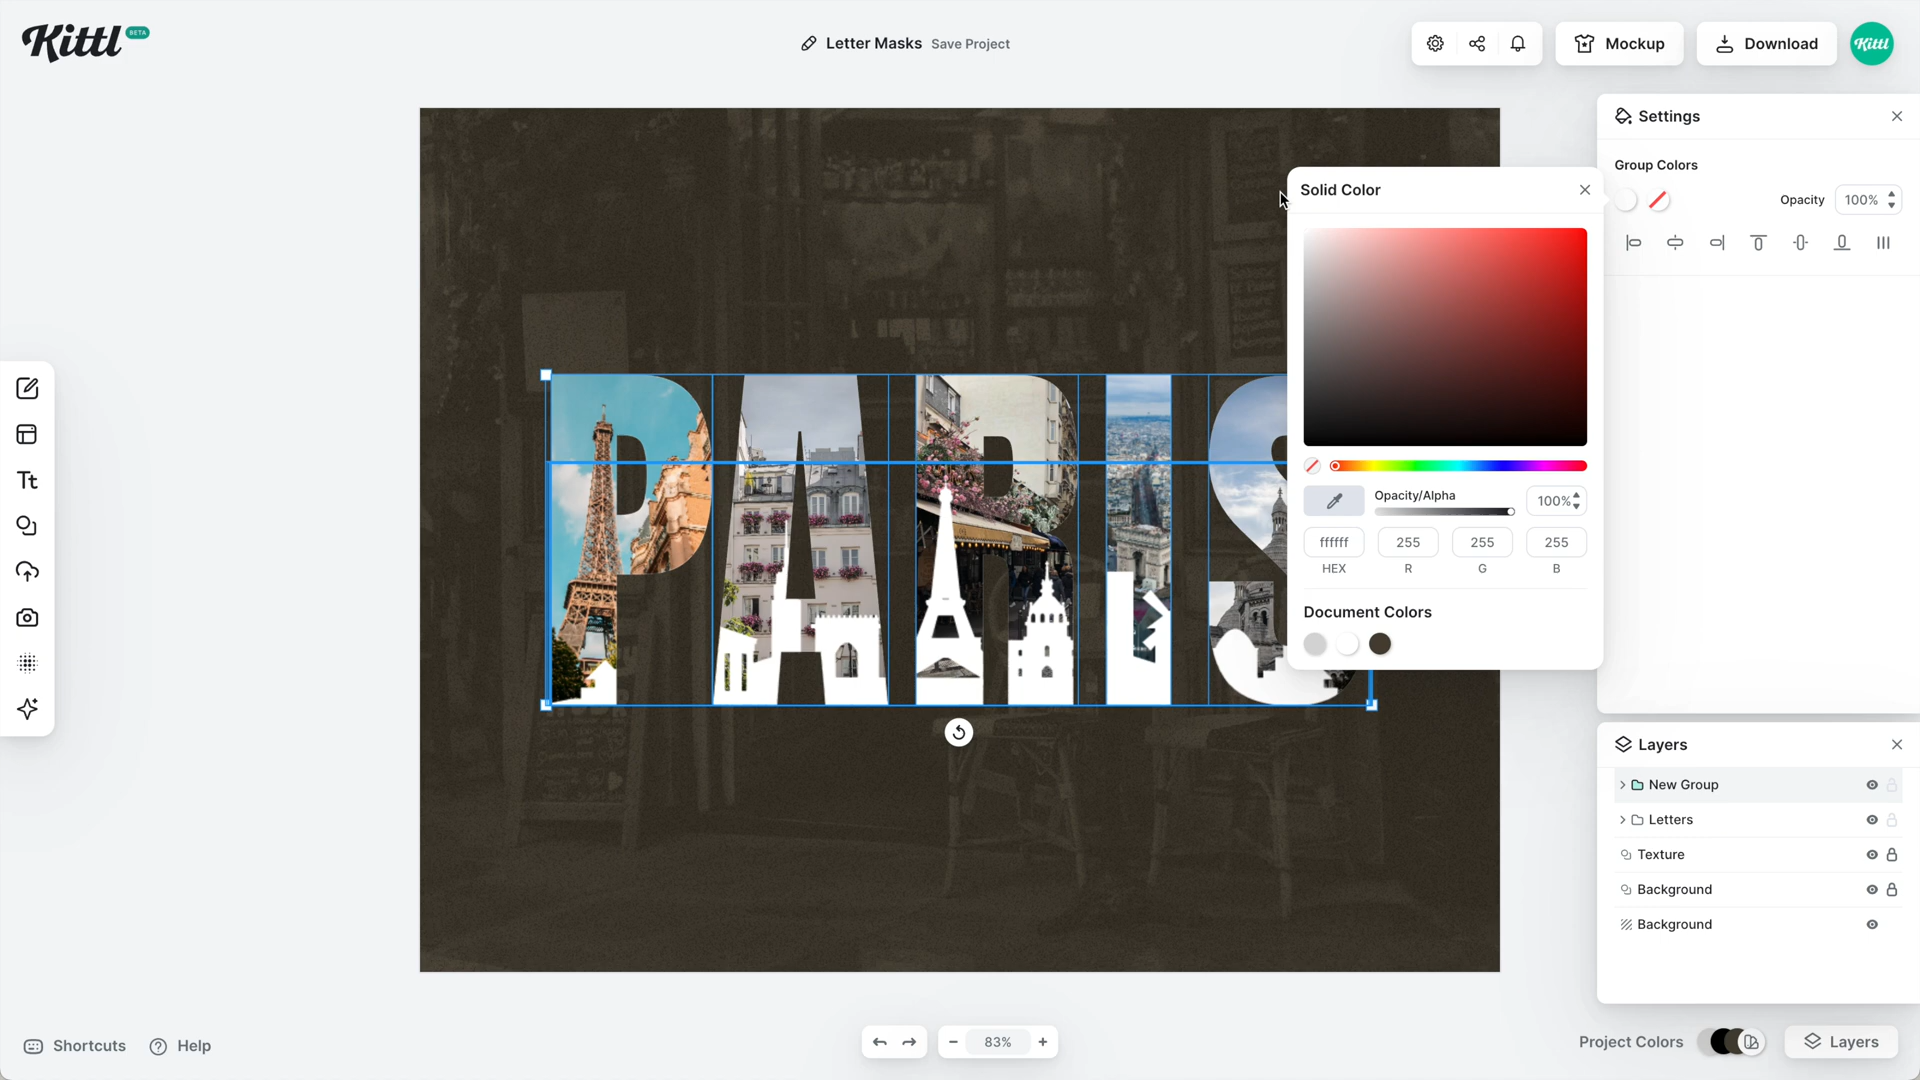 Kittl BETA
Letter Masks Save Project
Mockup
Download
Kittl
Settings
Group Colors
Opacity 100%
Solid Color
Opacity/Alpha
100%
ffffff 255 255 255
HEX R G B
Document Colors
PARIS
Tt
Layers
New Group
Letters
Texture
Background
Background
Shortcuts
Help
83%
Project Colors
Layers